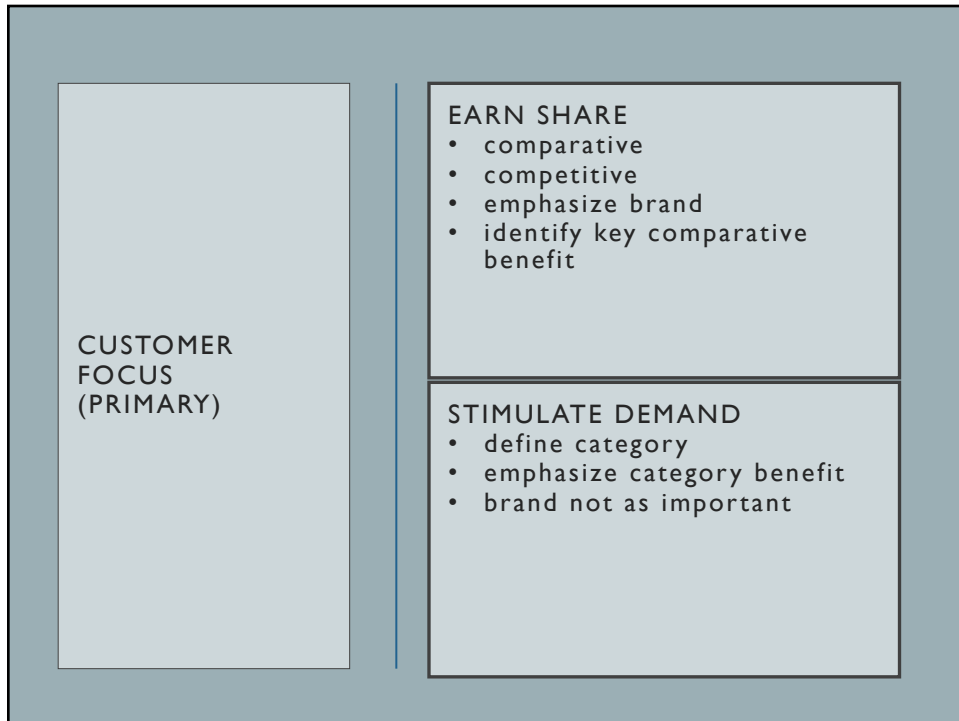 CUSTOMER
FOCUS
(PRIMARY)
EARN SHARE
• comparative
• competitive
• emphasize brand
• identify key comparative
benefit
STIMULATE DEMAND
• define category
• emphasize category benefit
• brand not as important